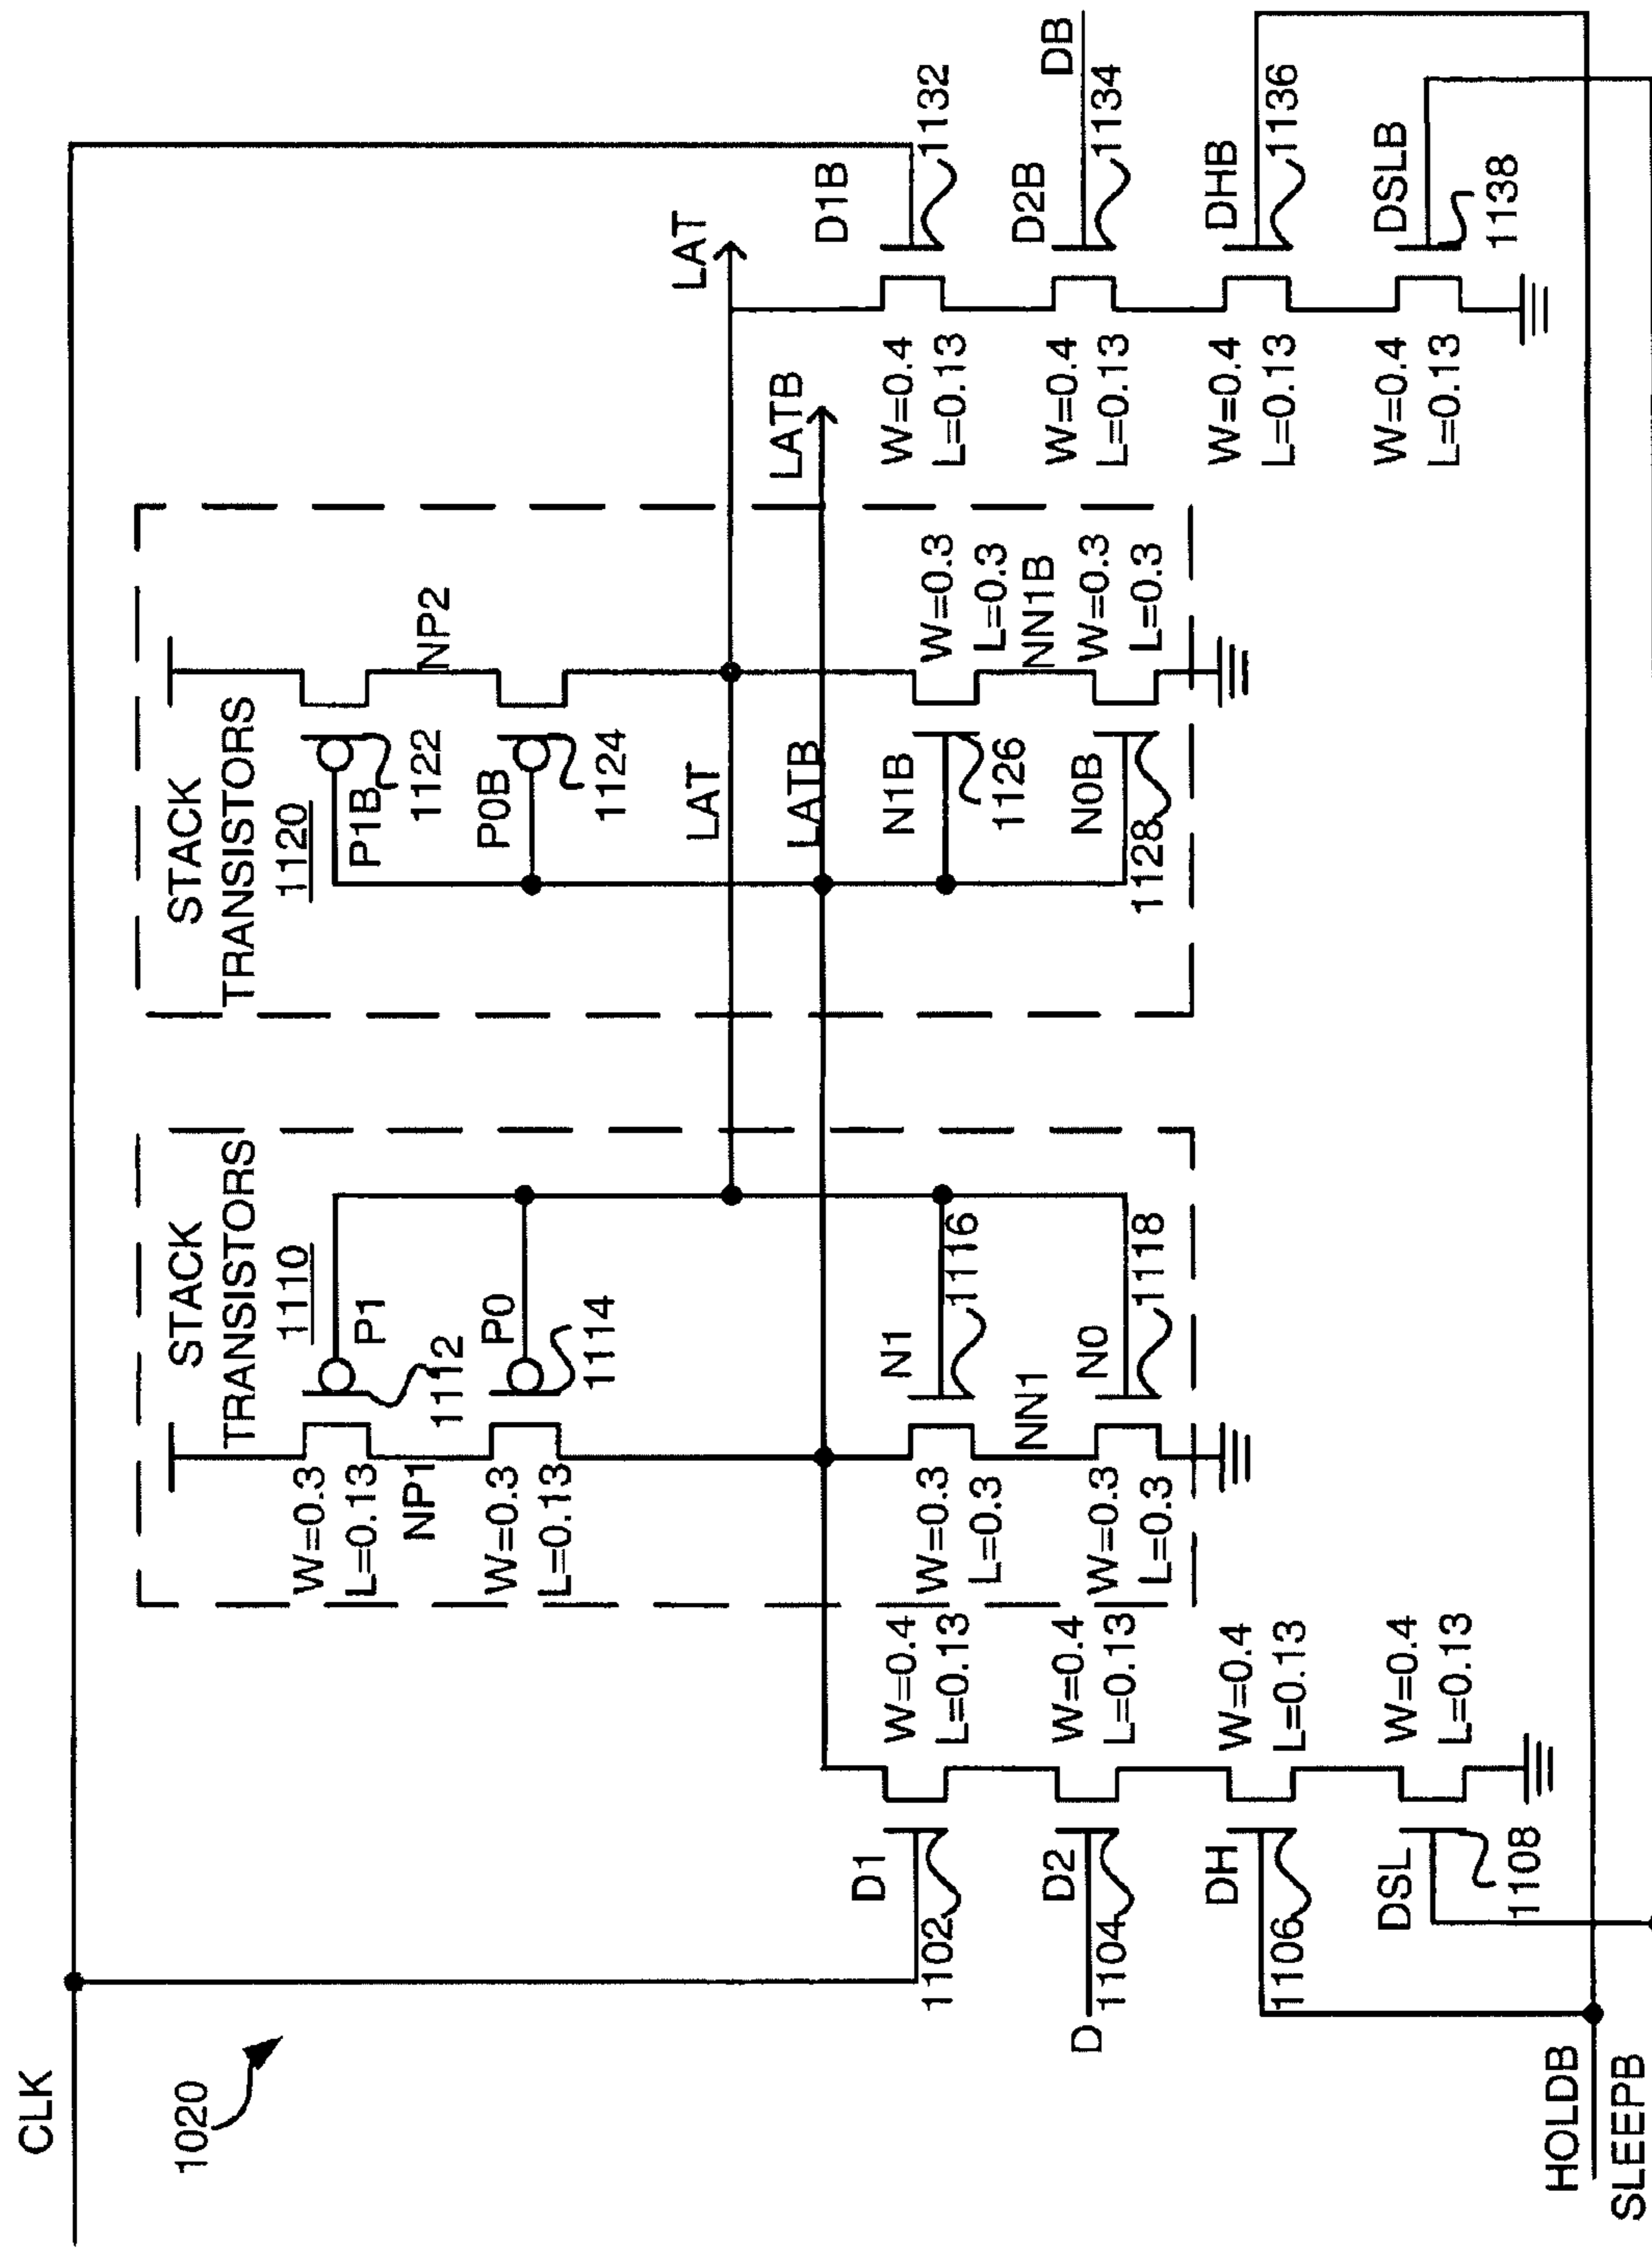 CLK
1020
STACK
TRANSISTORS
1110
P1
1112
W=0.3
L=0.13
NP1
P0
1114
W=0.3
L=0.13
N1
1116
W=0.3
L=0.3
NN1
N0
1118
W=0.3
L=0.3
STACK
TRANSISTORS
1120
P1B
1122
NP2
P0B
1124
LAT
LATB
N1B
1126
W=0.3
L=0.3
NN1B
N0B
1128
W=0.3
L=0.3
LAT
LATB
D1
1102
W=0.4
L=0.13
D2
1104
D
W=0.4
L=0.13
DH
1106
W=0.4
L=0.13
DSL
1108
W=0.4
L=0.13
D1B
1132
W=0.4
L=0.13
D2B
DB
1134
W=0.4
L=0.13
DHB
1136
W=0.4
L=0.13
DSLB
1138
W=0.4
L=0.13
HOLDB
SLEEPB